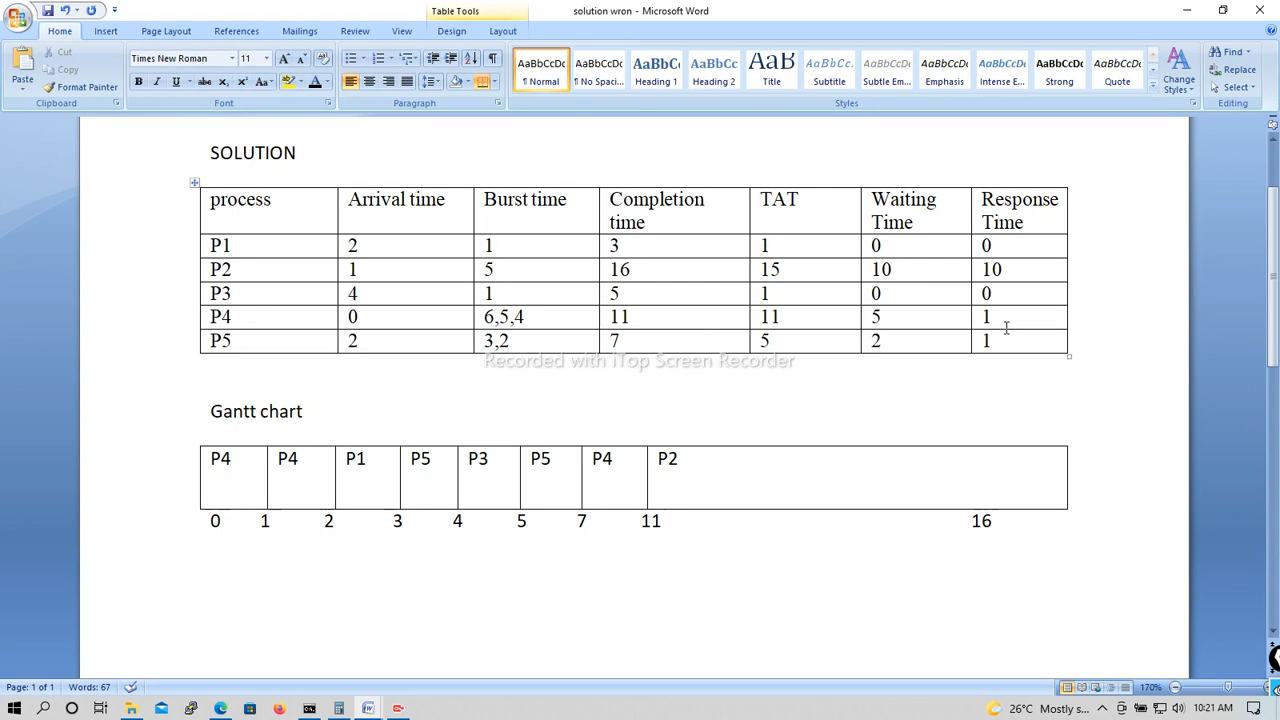 Table Tools
solution wron - Microsoft Word
Home Insert Page Layout References Mailings Review View Design Layout
Paste
Cut
Copy
Format Painter
Clipboard
Times New Roman 11
Font
Paragraph
AaBbCcDc AaBbCcDc AaBbCc AaBbCc AaB AaBbCc. AaBbCcDc AaBbCcDc AaBbCcDc AaBbCcDc AaBbCcDc
¶ Normal ¶ No Spaci... Heading 1 Heading 2 Title Subtitle Subtle Em... Emphasis Intense E... Strong Quote
Styles
Change Styles
Find
Replace
Select
Editing
SOLUTION
process Arrival time Burst time Completion time TAT Waiting Time Response Time
P1 2 1 3 1 0 0
P2 1 5 16 15 10 10
P3 4 1 5 1 0 0
P4 0 6,5,4 11 11 5 1
P5 2 3,2 7 5 2 1
Recorded with iTop Screen Recorder
Gantt chart
P4 P4 P1 P5 P3 P5 P4 P2
0 1 2 3 4 5 7 11 16
Page: 1 of 1 Words: 67
170%
26°C Mostly s...
10:21 AM